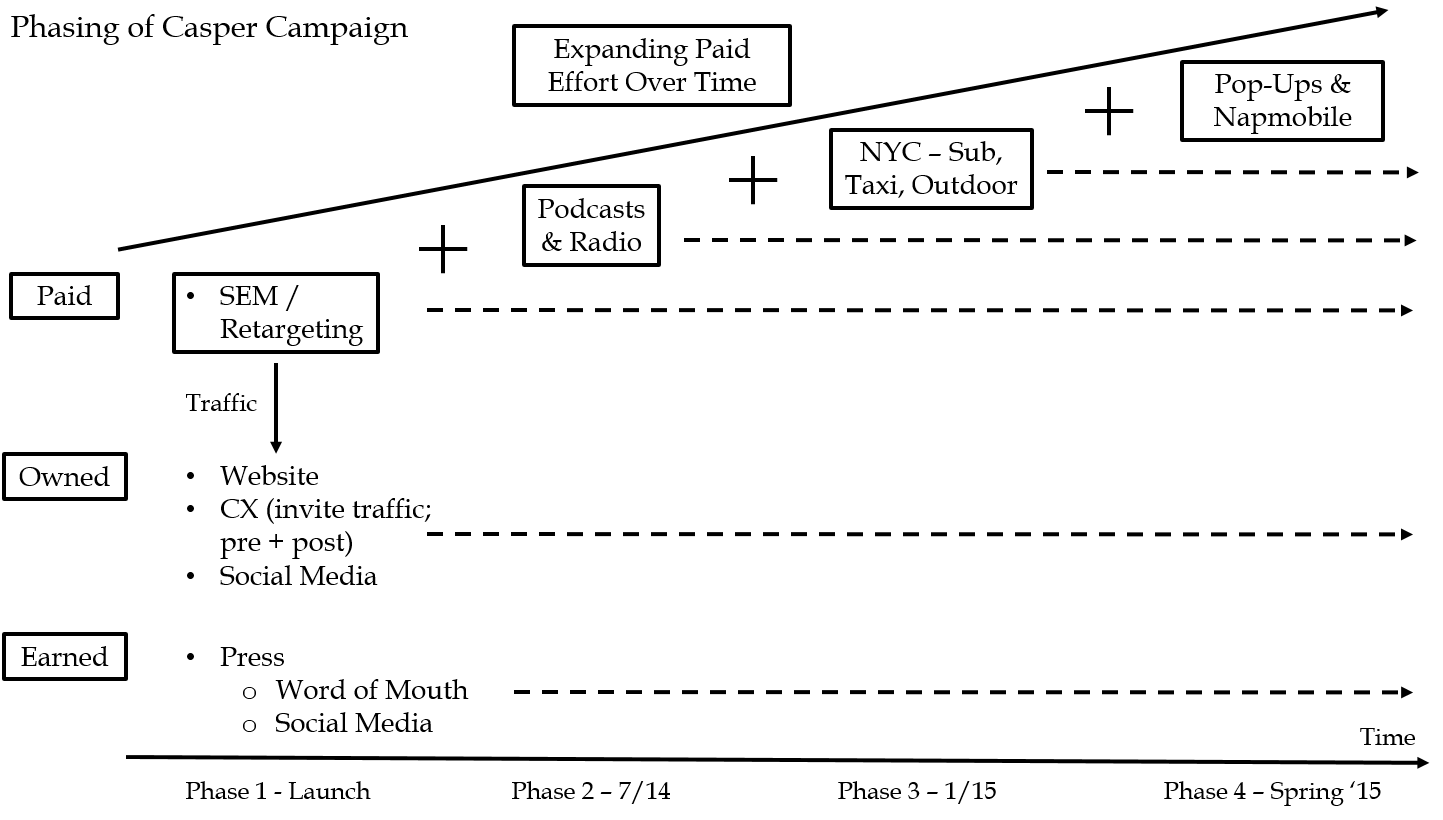 Phasing of Casper Campaign
Expanding Paid
Effort Over Time
Pop-Ups &
Napmobile
NYC – Sub,
Taxi, Outdoor
Podcasts
& Radio
Paid
• SEM /
Retargeting
Traffic
Owned
• Website
• CX (invite traffic;
pre + post)
• Social Media
Earned
• Press
o Word of Mouth
o Social Media
Time
Phase 1 - Launch
Phase 2 – 7/14
Phase 3 – 1/15
Phase 4 – Spring ‘15